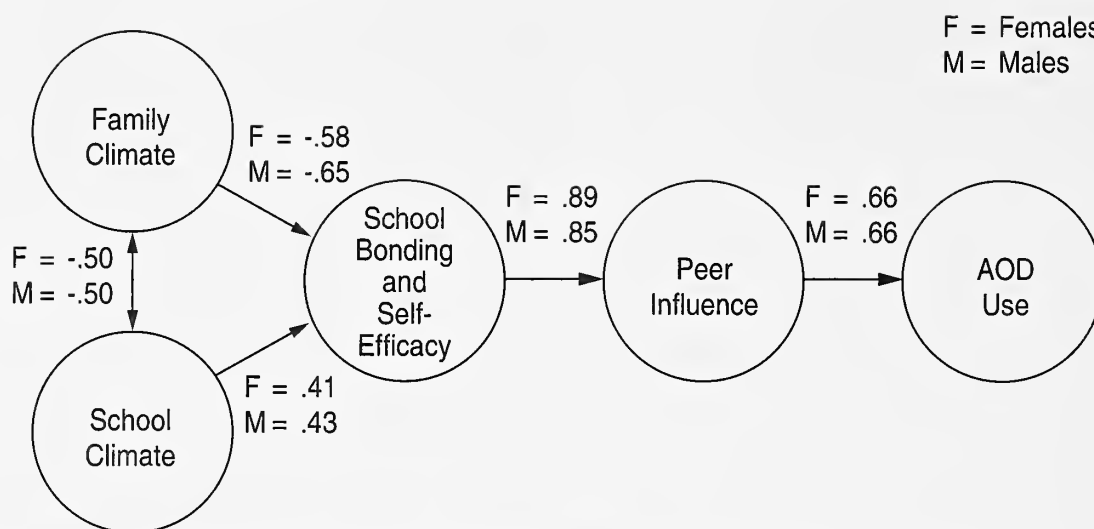 F = Females
M = Males
Family
Climate
F = -.58
M = -.65
F = -.50
M = -.50
School
Bonding
and
Self-
Efficacy
F = .89
M = .85
Peer
Influence
F = .66
M = .66
AOD
Use
School
Climate
F = .41
M = .43